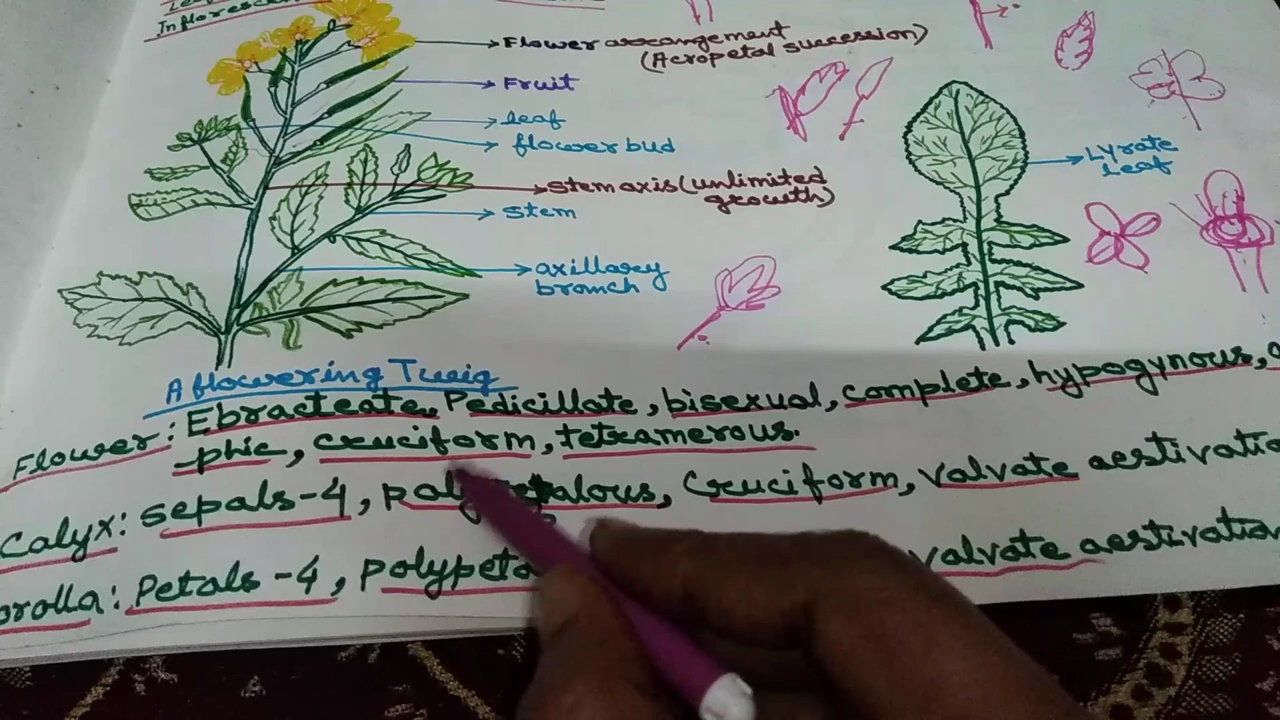 Inflorescen
Flower arrangement
(Acropetal succession)
Fruit
leaf
flower bud
stem axis (unlimited
growth)
stem
axillary
branch
Lyrate
leaf
A flowering Twig
Flower: Ebracteate, Pedicillate, bisexual, complete, hypogynous,
-phic, cruciform, tetramerous.
Calyx: sepals-4, cruciform, valvate aestivatio
orolla: Petals -4, polypeta valvate aestivation